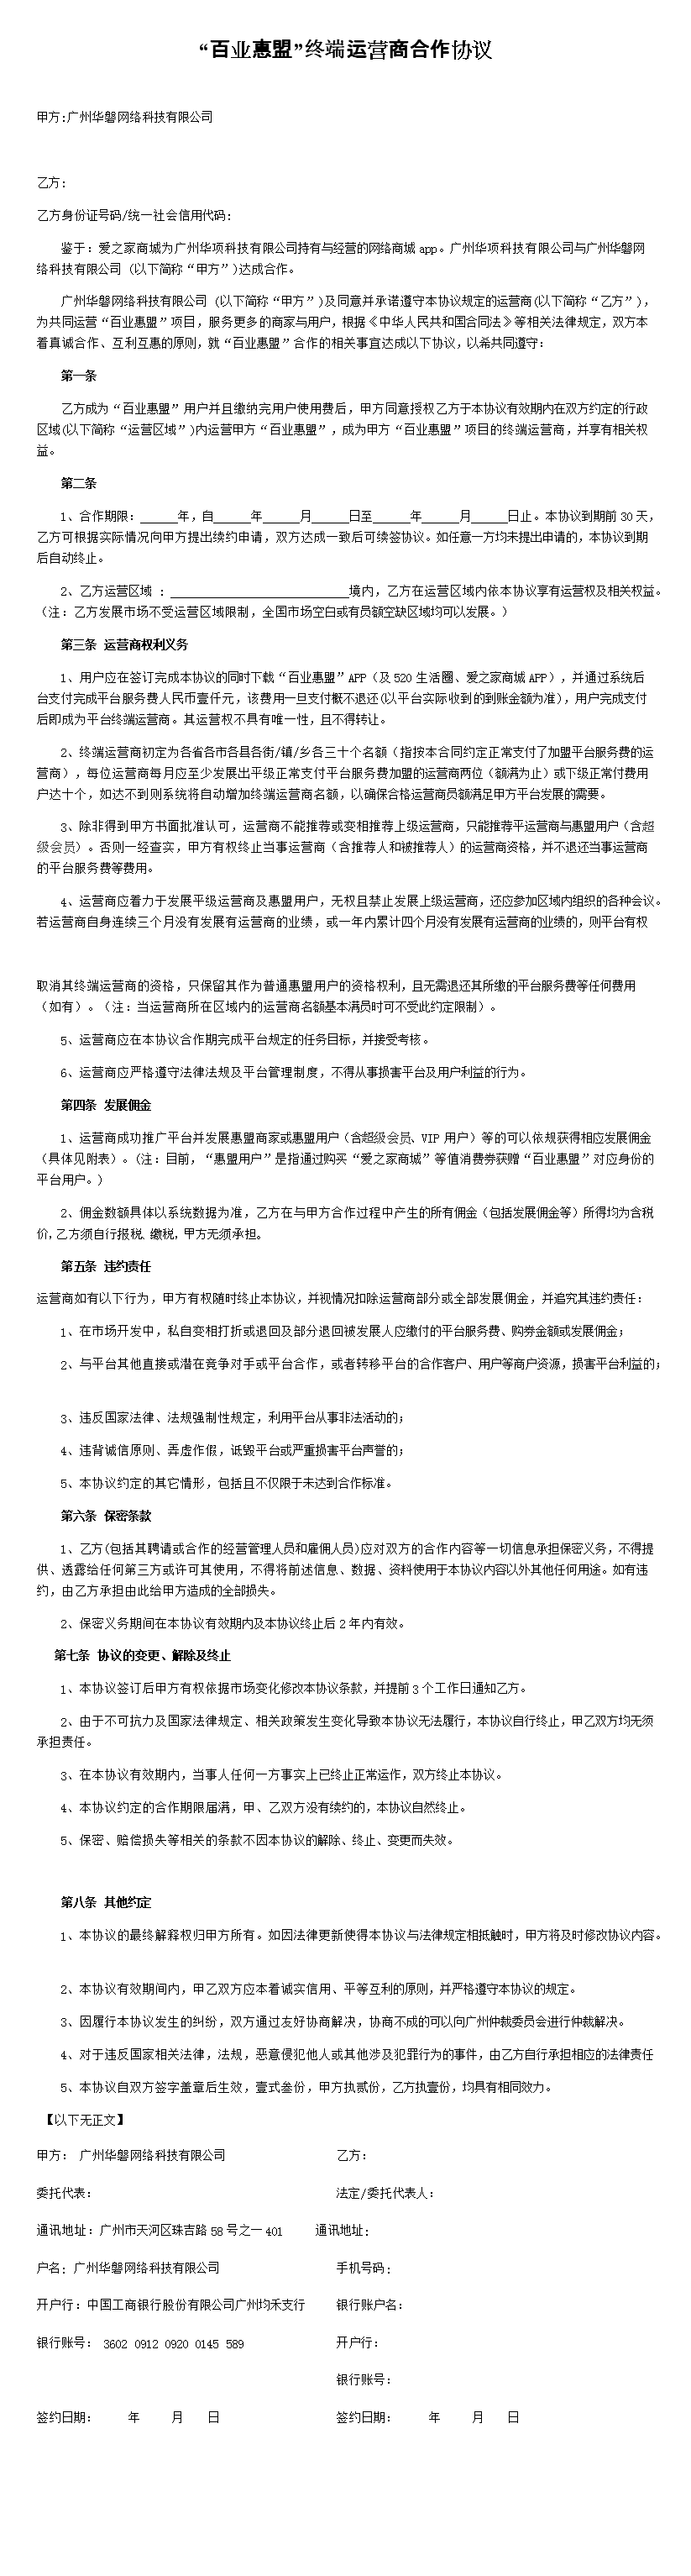 “百业惠盟”终端运营商合作协议
甲方:广州华磐网络科技有限公司
乙方:
乙方身份证号码/统一社会信用代码:
鉴于：爱之家商城为广州华项科技有限公司持有与经营的网络商城 app。广州华项科技有限公司与广州华磐网
络科技有限公司（以下简称“甲方”)达成合作。
广州华磐网络科技有限公司（以下简称“甲方”)及同意并承诺遵守本协议规定的运营商(以下简称“乙方”)，
为共同运营“百业惠盟”项目，服务更多的商家与用户，根据《中华人民共和国合同法》等相关法律规定，双方本
着真诚合作、互利互惠的原则，就“百业惠盟”合作的相关事宜达成以下协议，以希共同遵守：
第一条
乙方成为“百业惠盟”用户并且缴纳完用户使用费后，甲方同意授权乙方于本协议有效期内在双方约定的行政
区域(以下简称“运营区域”)内运营甲方“百业惠盟”，成为甲方“百业惠盟”项目的终端运营商，并享有相关权
益。
第二条
1、合作期限：______年，自______年______月______日至______年______月______日止。本协议到期前 30 天，
乙方可根据实际情况向甲方提出续约申请，双方达成一致后可续签协议。如任意一方均未提出申请的，本协议到期
后自动终止。
2、乙方运营区域 ：____________________________境内，乙方在运营区域内依本协议享有运营权及相关权益。
（注：乙方发展市场不受运营区域限制，全国市场空白或有员额空缺区域均可以发展。）
第三条 运营商权利义务
1、用户应在签订完成本协议的同时下载“百业惠盟”APP（及 520 生活圈、爱之家商城 APP），并通过系统后
台支付完成平台服务费人民币壹仟元，该费用一旦支付概不退还(以平台实际收到的到账金额为准)，用户完成支付
后即成为平台终端运营商。其运营权不具有唯一性，且不得转让。
2、终端运营商初定为各省各市各县各街/镇/乡各三十个名额（指按本合同约定正常支付了加盟平台服务费的运
营商），每位运营商每月应至少发展出平级正常支付平台服务费加盟的运营商两位（额满为止）或下级正常付费用
户达十个，如达不到则系统将自动增加终端运营商名额，以确保合格运营商员额满足甲方平台发展的需要。
3、除非得到甲方书面批准认可，运营商不能推荐或变相推荐上级运营商，只能推荐平运营商与惠盟用户（含超
级会员）。否则一经查实，甲方有权终止当事运营商（含推荐人和被推荐人）的运营商资格，并不退还当事运营商
的平台服务费等费用。
4、运营商应着力于发展平级运营商及惠盟用户，无权且禁止发展上级运营商，还应参加区域内组织的各种会议。
若运营商自身连续三个月没有发展有运营商的业绩，或一年内累计四个月没有发展有运营商的业绩的，则平台有权
取消其终端运营商的资格，只保留其作为普通惠盟用户的资格权利，且无需退还其所缴的平台服务费等任何费用
（如有）。（注：当运营商所在区域内的运营商名额基本满员时可不受此约定限制）。
5、运营商应在本协议合作期完成平台规定的任务目标，并接受考核。
6、运营商应严格遵守法律法规及平台管理制度，不得从事损害平台及用户利益的行为。
第四条 发展佣金
1、运营商成功推广平台并发展惠盟商家或惠盟用户（含超级会员、VIP 用户）等的可以依规获得相应发展佣金
（具体见附表）。(注：目前，“惠盟用户”是指通过购买“爱之家商城”等值消费券获赠“百业惠盟”对应身份的
平台用户。)
2、佣金数额具体以系统数据为准，乙方在与甲方合作过程中产生的所有佣金（包括发展佣金等）所得均为含税
价,乙方须自行报税、缴税,甲方无须承担。
第五条 违约责任
运营商如有以下行为，甲方有权随时终止本协议，并视情况扣除运营商部分或全部发展佣金，并追究其违约责任：
1、在市场开发中，私自变相打折或退回及部分退回被发展人应缴付的平台服务费、购券金额或发展佣金；
2、与平台其他直接或潜在竞争对手或平台合作，或者转移平台的合作客户、用户等商户资源，损害平台利益的；
3、违反国家法律、法规强制性规定，利用平台从事非法活动的；
4、违背诚信原则、弄虚作假，诋毁平台或严重损害平台声誉的；
5、本协议约定的其它情形，包括且不仅限于未达到合作标准。
第六条 保密条款
1、乙方(包括其聘请或合作的经营管理人员和雇佣人员)应对双方的合作内容等一切信息承担保密义务，不得提
供、透露给任何第三方或许可其使用，不得将前述信息、数据、资料使用于本协议内容以外其他任何用途。如有违
约，由乙方承担由此给甲方造成的全部损失。
2、保密义务期间在本协议有效期内及本协议终止后 2 年内有效。
第七条 协议的变更、解除及终止
1、本协议签订后甲方有权依据市场变化修改本协议条款，并提前 3 个工作日通知乙方。
2、由于不可抗力及国家法律规定、相关政策发生变化导致本协议无法履行，本协议自行终止，甲乙双方均无须
承担责任。
3、在本协议有效期内，当事人任何一方事实上已终止正常运作，双方终止本协议。
4、本协议约定的合作期限届满，甲、乙双方没有续约的，本协议自然终止。
5、保密、赔偿损失等相关的条款不因本协议的解除、终止、变更而失效。
第八条 其他约定
1、本协议的最终解释权归甲方所有。如因法律更新使得本协议与法律规定相抵触时，甲方将及时修改协议内容。
2、本协议有效期间内，甲乙双方应本着诚实信用、平等互利的原则，并严格遵守本协议的规定。
3、因履行本协议发生的纠纷，双方通过友好协商解决，协商不成的可以向广州仲裁委员会进行仲裁解决。
4、对于违反国家相关法律，法规，恶意侵犯他人或其他涉及犯罪行为的事件，由乙方自行承担相应的法律责任
5、本协议自双方签字盖章后生效，壹式叁份，甲方执贰份，乙方执壹份，均具有相同效力。
【以下无正文】
甲方： 广州华磐网络科技有限公司 乙方：
委托代表： 法定/委托代表人：
通讯地址：广州市天河区珠吉路 58 号之一 401 通讯地址：
户名：广州华磐网络科技有限公司 手机号码：
开户行：中国工商银行股份有限公司广州均禾支行 银行账户名：
银行账号： 3602 0912 0920 0145 589 开户行：
银行账号：
签约日期： 年 月 日 签约日期： 年 月 日